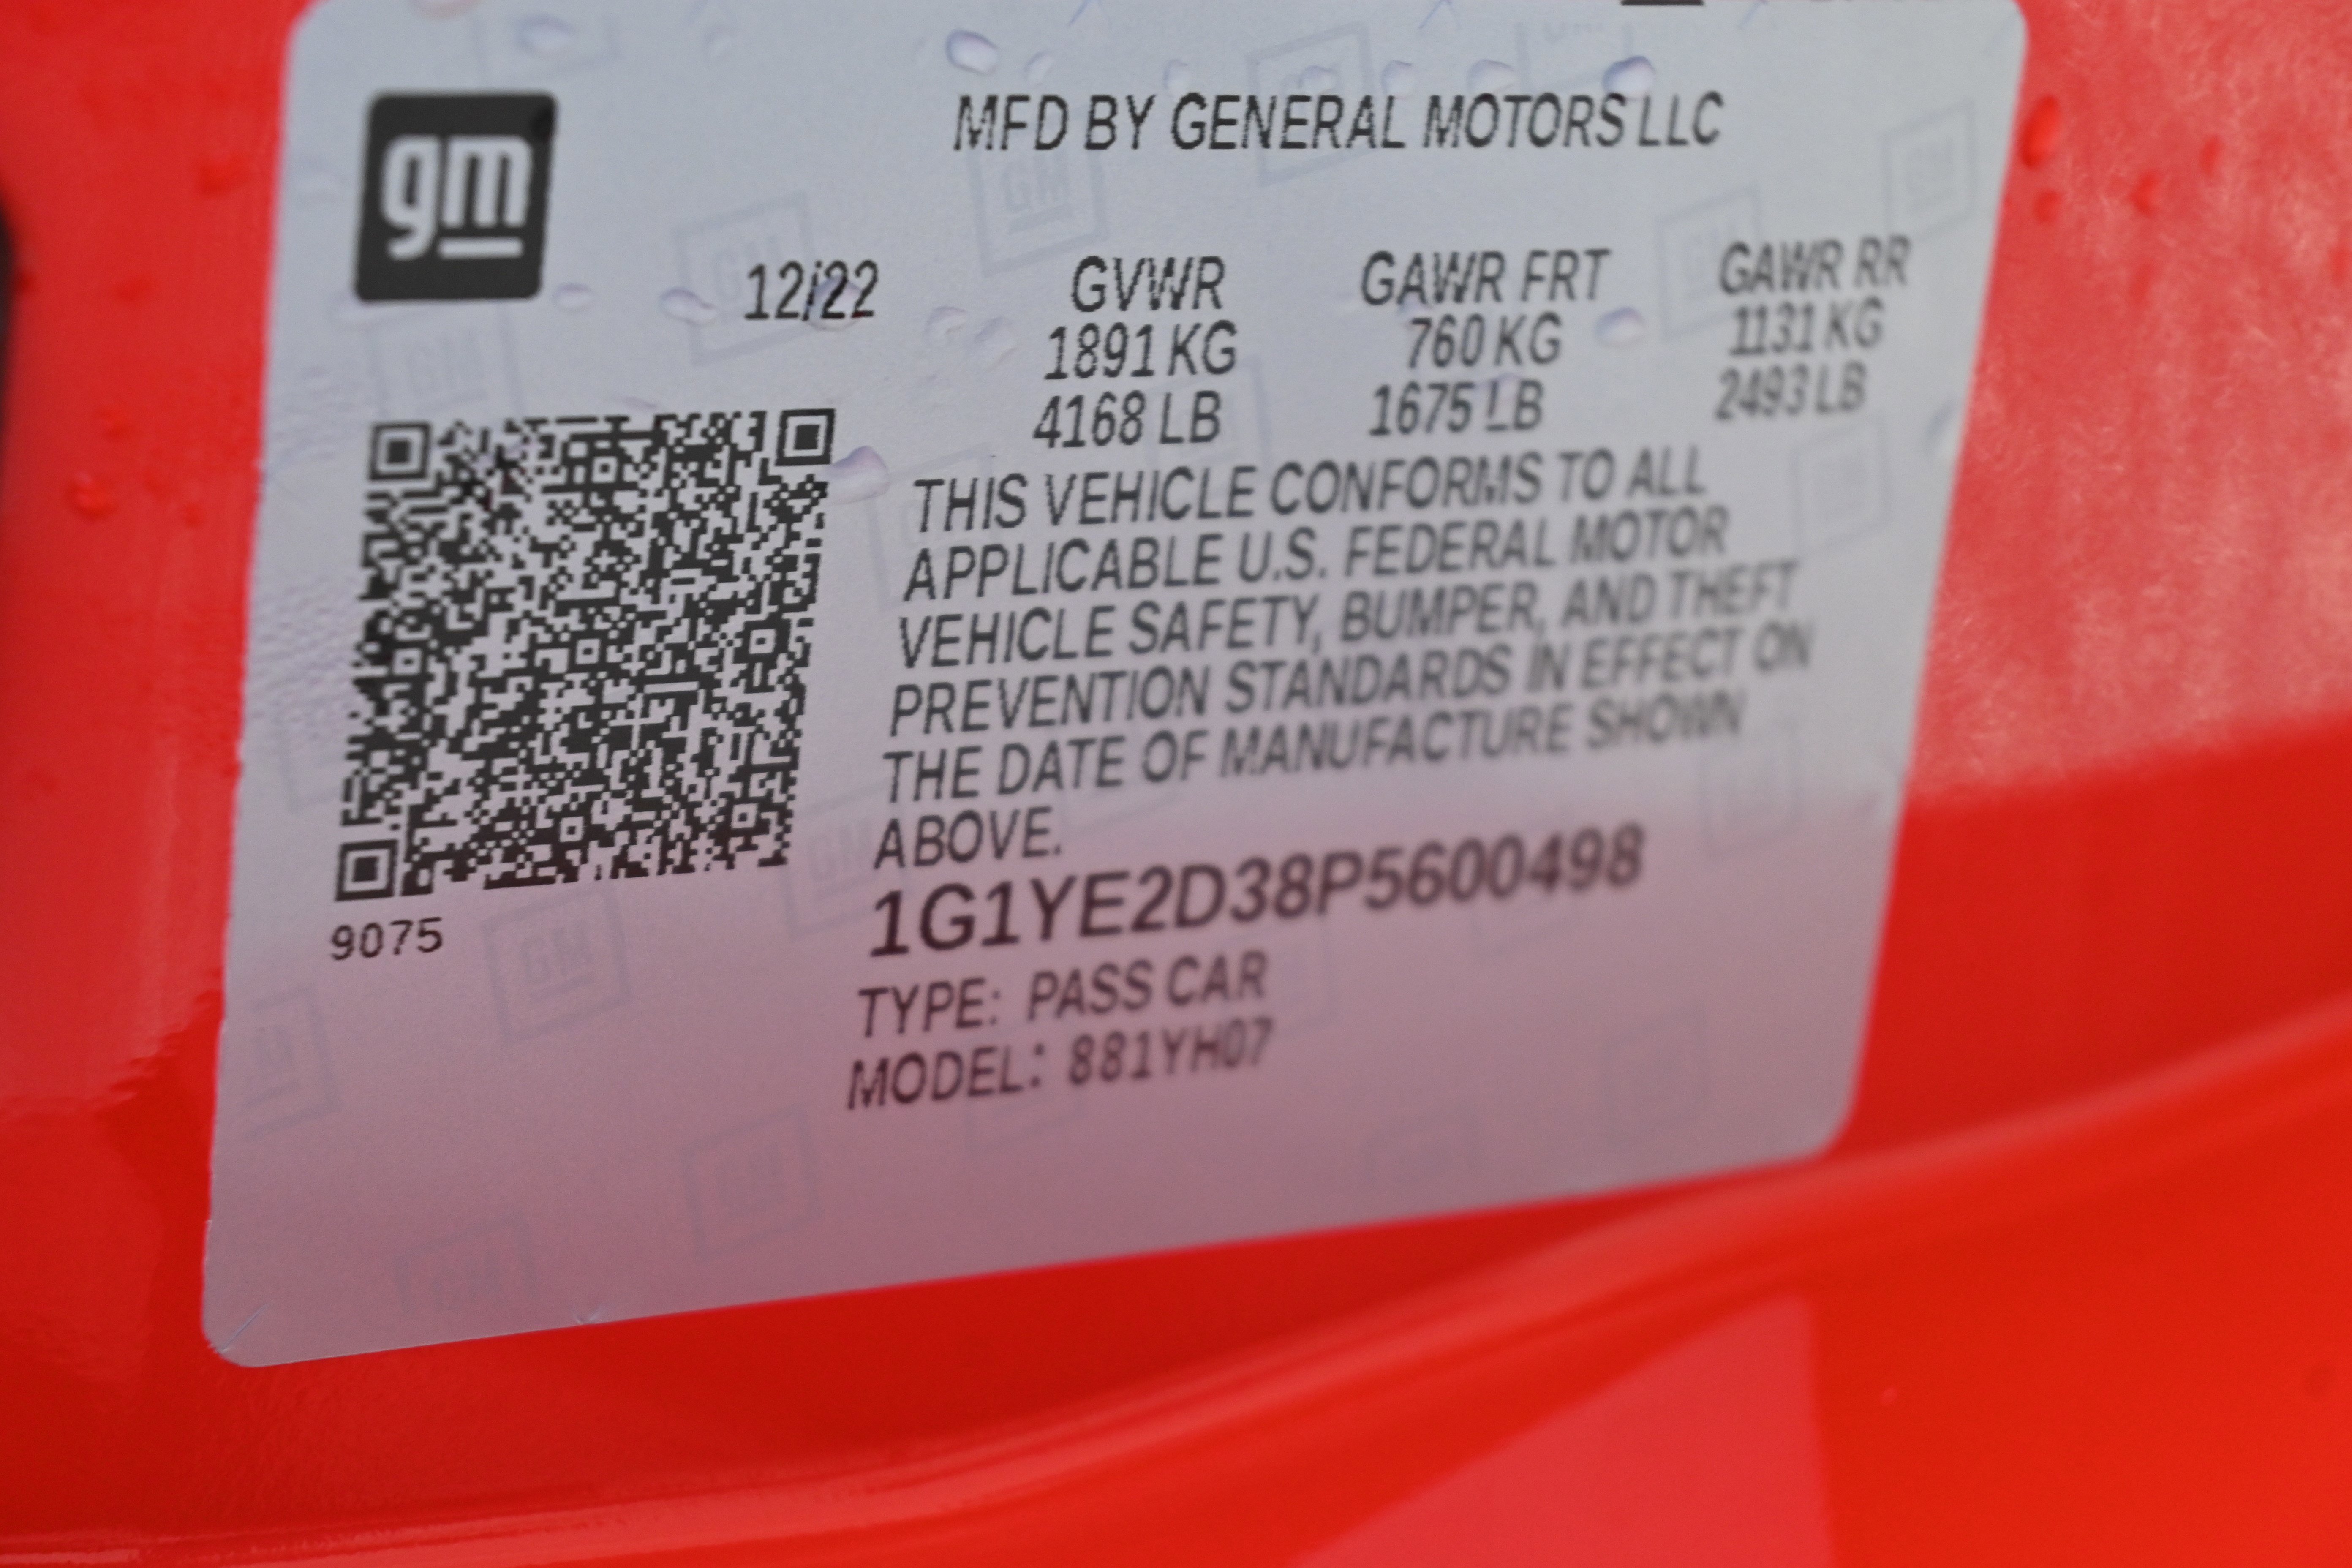 gm
MFD BY GENERAL MOTORS LLC
12/22 GVWR GAWR FRT GAWR RR
1891 KG 760 KG 1131 KG
4168 LB 1675 LB 2493 LB
THIS VEHICLE CONFORMS TO ALL
APPLICABLE U.S. FEDERAL MOTOR
VEHICLE SAFETY, BUMPER, AND THEFT
PREVENTION STANDARDS IN EFFECT ON
THE DATE OF MANUFACTURE SHOWN
ABOVE.
1G1YE2D38P5600498
TYPE: PASS CAR
MODEL: 881YH07
9075